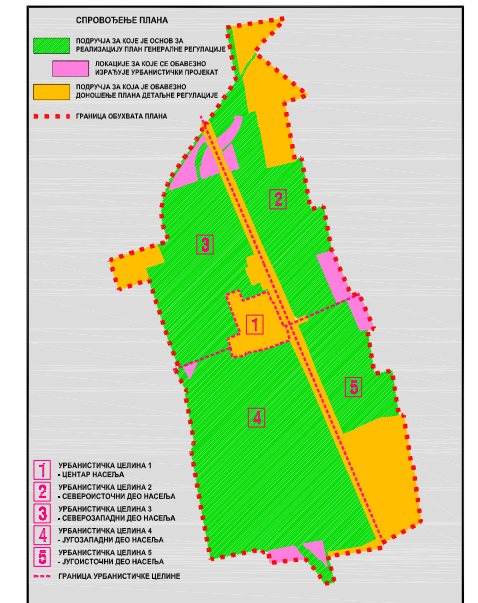 СПРОВОЂЕЊЕ ПЛАНА
ПОДРУЧЈА ЗА КОЈЕ ЈЕ ОСНОВ ЗА
РЕАЛИЗАЦИЈУ ПЛАН ГЕНЕРАЛНЕ РЕГУЛАЦИЈЕ
ЛОКАЦИЈЕ ЗА КОЈЕ СЕ ОБАВЕЗНО
ИЗРАЂУЈЕ УРБАНИСТИЧКИ ПРОЈЕКАТ
ПОДРУЧЈА ЗА КОЈА ЈЕ ОБАВЕЗНО
ДОНОШЕЊЕ ПЛАНА ДЕТАЉНЕ РЕГУЛАЦИЈЕ
ГРАНИЦА ОБУХВАТА ПЛАНА
2
3
1
5
4
1 УРБАНИСТИЧКА ЦЕЛИНА 1
- ЦЕНТАР НАСЕЉА
2 УРБАНИСТИЧКА ЦЕЛИНА 2
- СЕВЕРОИСТОЧНИ ДЕО НАСЕЉА
3 УРБАНИСТИЧКА ЦЕЛИНА 3
- СЕВЕРОЗАПАДНИ ДЕО НАСЕЉА
4 УРБАНИСТИЧКА ЦЕЛИНА 4
- ЈУГОЗАПАДНИ ДЕО НАСЕЉА
5 УРБАНИСТИЧКА ЦЕЛИНА 5
- ЈУГОИСТОЧНИ ДЕО НАСЕЉА
ГРАНИЦА УРБАНИСТИЧКЕ ЦЕЛИНЕ